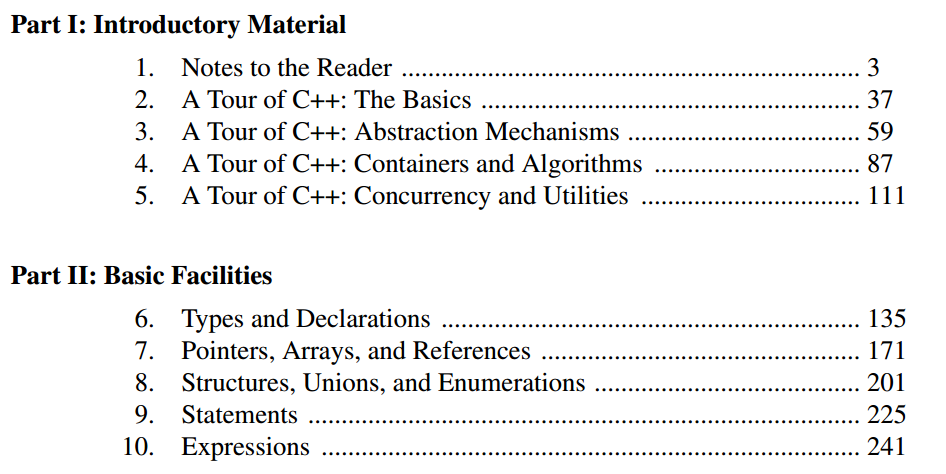 Part I: Introductory Material
1. Notes to the Reader ..................................................................... 3
2. A Tour of C++: The Basics ......................................................... 37
3. A Tour of C++: Abstraction Mechanisms ................................... 59
4. A Tour of C++: Containers and Algorithms ............................... 87
5. A Tour of C++: Concurrency and Utilities ................................. 111
Part II: Basic Facilities
6. Types and Declarations ............................................................... 135
7. Pointers, Arrays, and References ................................................ 171
8. Structures, Unions, and Enumerations ........................................ 201
9. Statements ................................................................................... 225
10. Expressions ................................................................................. 241